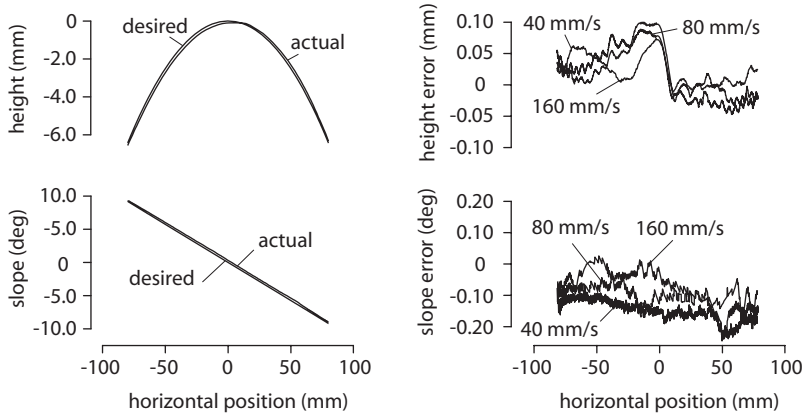 height (mm)
0
-2.0
-4.0
-6.0
desired
actual
height error (mm)
0.10
0.05
0
0.05
-0.10
40 mm/s
80 mm/s
160 mm/s
slope (deg)
10.0
-5.0
0
-5.0
-10.0
actual
desired
-100
-50
0
50
100
horizontal position (mm)
slope error (deg)
0.20
0.10
0
-0.10
-0.20
80 mm/s
160 mm/s
40 mm/s
-100
-50
0
50
100
horizontal position (mm)